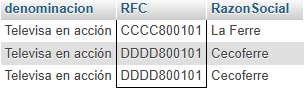 denominacion RFC RazonSocial
Televisa en acción CCCC800101 La Ferre
Televisa en acción DDDD800101 Cecoferre
Televisa en acción DDDD800101 Cecoferre